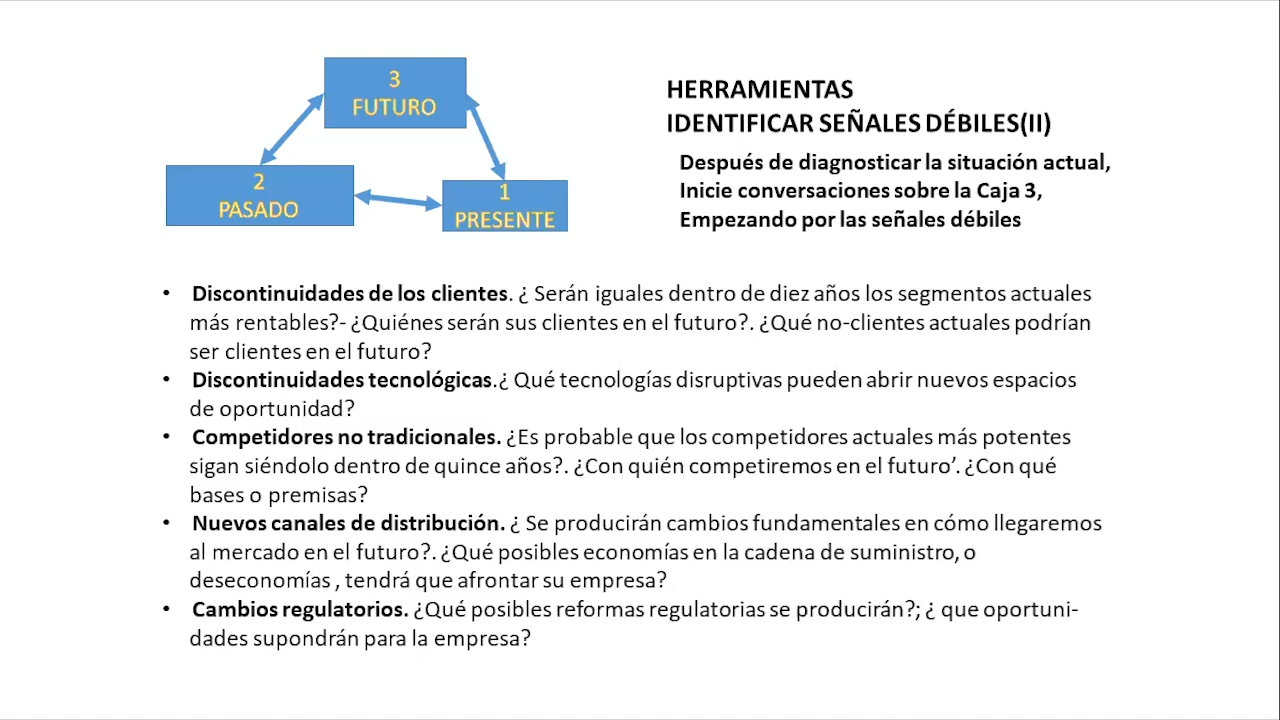 3
FUTURO
2
PASADO
1
PRESENTE
HERRAMIENTAS
IDENTIFICAR SEÑALES DÉBILES(II)
Después de diagnosticar la situación actual,
Inicie conversaciones sobre la Caja 3,
Empezando por las señales débiles
• Discontinuidades de los clientes. ¿ Serán iguales dentro de diez años los segmentos actuales
más rentables?- ¿Quiénes serán sus clientes en el futuro?. ¿Qué no-clientes actuales podrían
ser clientes en el futuro?
• Discontinuidades tecnológicas.¿ Qué tecnologías disruptivas pueden abrir nuevos espacios
de oportunidad?
• Competidores no tradicionales. ¿Es probable que los competidores actuales más potentes
sigan siéndolo dentro de quince años?. ¿Con quién competiremos en el futuro’. ¿Con qué
bases o premisas?
• Nuevos canales de distribución. ¿ Se producirán cambios fundamentales en cómo llegaremos
al mercado en el futuro?. ¿Qué posibles economías en la cadena de suministro, o
deseconomías , tendrá que afrontar su empresa?
• Cambios regulatorios. ¿Qué posibles reformas regulatorias se producirán?; ¿ que oportuni-
dades supondrán para la empresa?